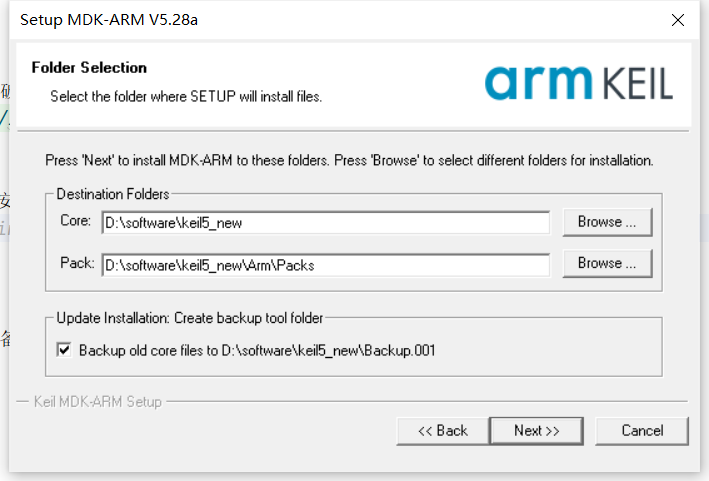 Setup MDK-ARM V5.28a
Folder Selection
Select the folder where SETUP will install files.
arm KEIL
Press 'Next' to install MDK-ARM to these folders. Press 'Browse' to select different folders for installation.
Destination Folders
Core: D:\software\keil5_new Browse ...
Pack: D:\software\keil5_new\Arm\Packs Browse ...
Update Installation: Create backup tool folder
Backup old core files to D:\software\keil5_new\Backup.001
Keil MDK-ARM Setup
<< Back Next >> Cancel